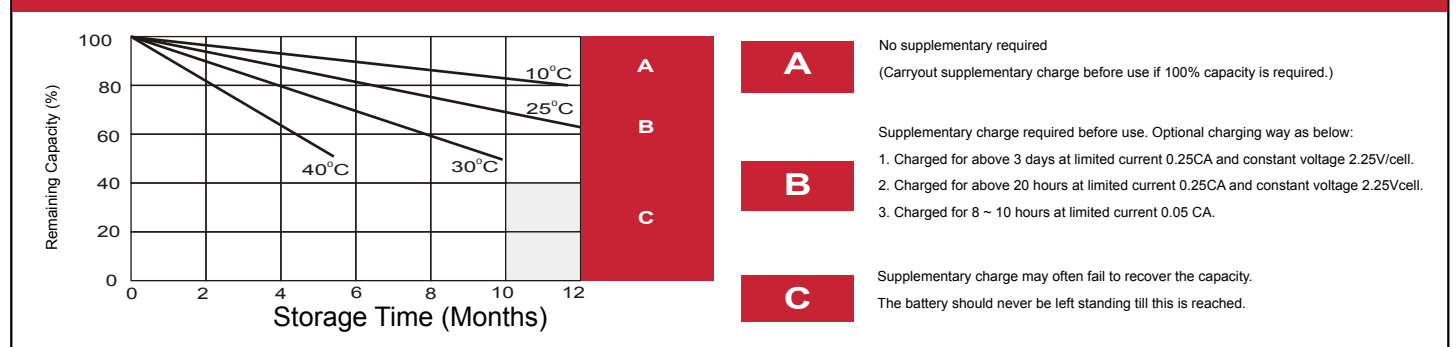 Remaining Capacity (%)
100
80
60
40
20
0
0 2 4 6 8 10 12
Storage Time (Months)
10°C
25°C
30°C
40°C
A
B
C
A
No supplementary required
(Carryout supplementary charge before use if 100% capacity is required.)
B
Supplementary charge required before use. Optional charging way as below:
1. Charged for above 3 days at limited current 0.25CA and constant voltage 2.25V/cell.
2. Charged for above 20 hours at limited current 0.25CA and constant voltage 2.25Vcell.
3. Charged for 8 ~ 10 hours at limited current 0.05 CA.
C
Supplementary charge may often fail to recover the capacity.
The battery should never be left standing till this is reached.